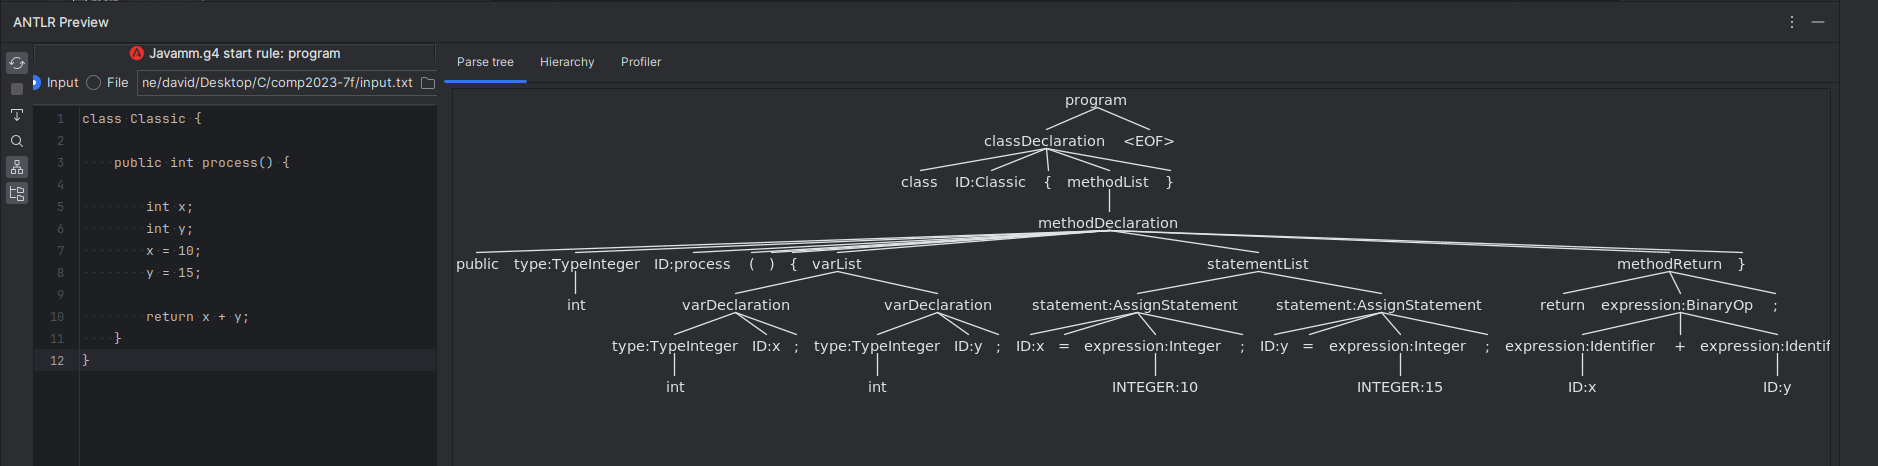 ANTLR Preview
Javamm.g4 start rule: program
Input File ne/david/Desktop/C/comp2023-7f/input.txt
1 class Classic {
2
3 public int process() {
4
5 int x;
6 int y;
7 x = 10;
8 y = 15;
9
10 return x + y;
11 }
12 }
Parse tree Hierarchy Profiler
program
classDeclaration <EOF>
class ID:Classic { methodList }
methodDeclaration
public type:TypeInteger ID:process ( ) { varList statementList methodReturn }
int varDeclaration varDeclaration statement:AssignStatement statement:AssignStatement return expression:BinaryOp ;
type:TypeInteger ID:x ; type:TypeInteger ID:y ; ID:x = expression:Integer ; ID:y = expression:Integer ; expression:Identifier + expression:Identif
int int INTEGER:10 INTEGER:15 ID:x ID:y